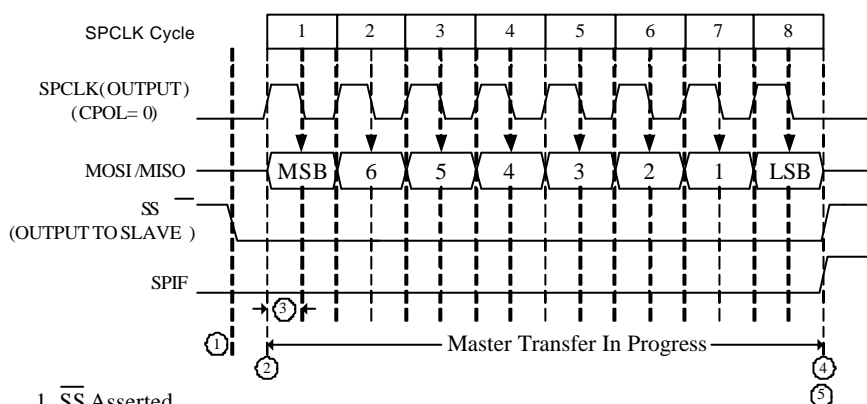 SPCLK Cycle 1 2 3 4 5 6 7 8
SPCLK(OUTPUT)
(CPOL= 0)
MOSI/MISO MSB 6 5 4 3 2 1 LSB
SS
(OUTPUT TO SLAVE )
SPIF
3
1
Master Transfer In Progress
2 4
5
1. SS Asserted